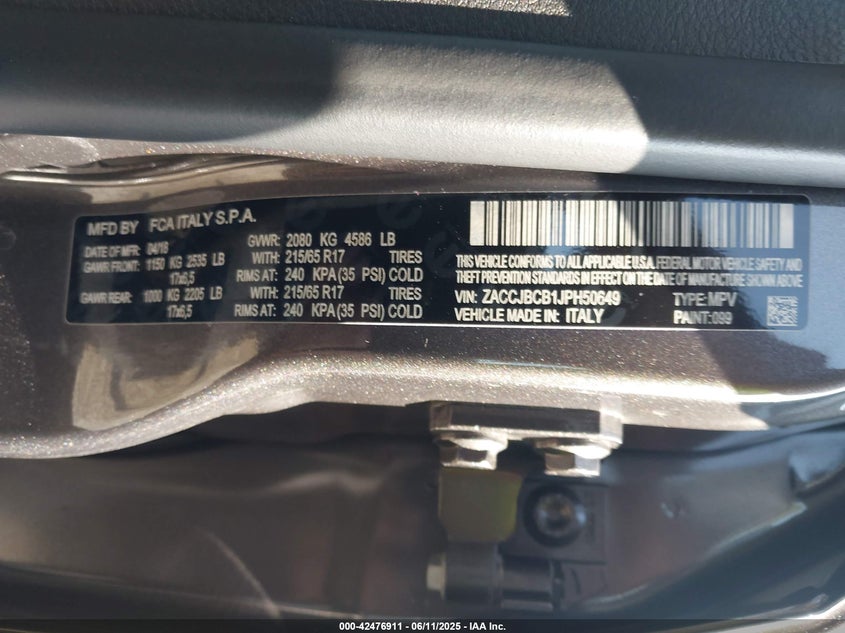 MFD BY FCA ITALY S.P.A.
DATE OF MFR: 04/18 GVWR: 2080 KG 4586 LB
GAWR FRONT: 1150 KG 2535 LB WITH: 215/65 R17 TIRES
17x6,5 RIMS AT: 240 KPA (35 PSI) COLD
GAWR REAR: 1000 KG 2205 LB WITH: 215/65 R17 TIRES
17x6,5 RIMS AT: 240 KPA (35 PSI) COLD
THIS VEHICLE CONFORMS TO ALL APPLICABLE U.S.A. FEDERAL MOTOR VEHICLE SAFETY AND
THEFT PREVENTION STANDARDS IN EFFECT ON THE DATE OF MANUFACTURE SHOWN ABOVE
VIN: ZACCJBCB1JPH50649 TYPE: MPV
VEHICLE MADE IN: ITALY PAINT: 099
000-42476911 - 06/11/2025 - IAA Inc.